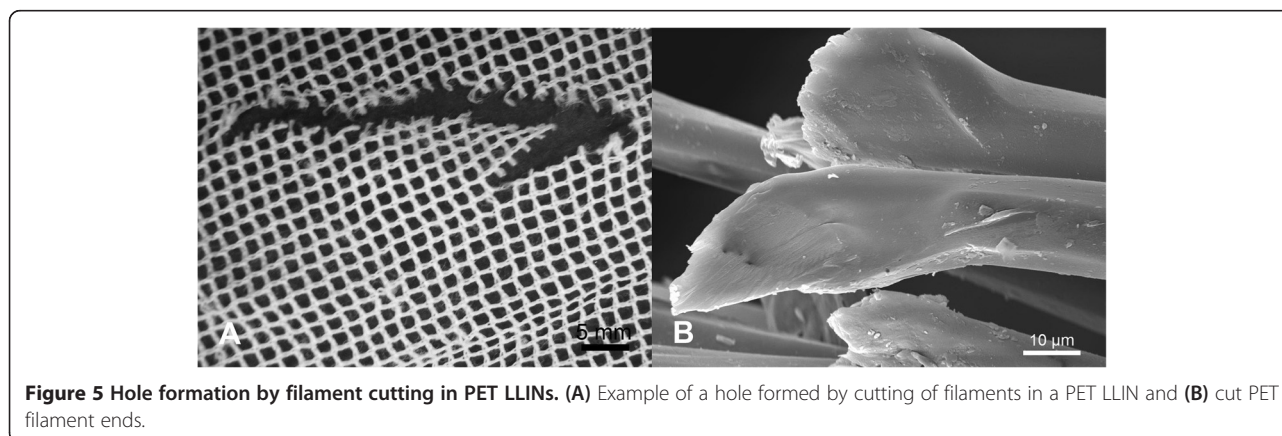 A
5 mm
B
10 µm
Figure 5 Hole formation by filament cutting in PET LLINs. (A) Example of a hole formed by cutting of filaments in a PET LLIN and (B) cut PET
filament ends.